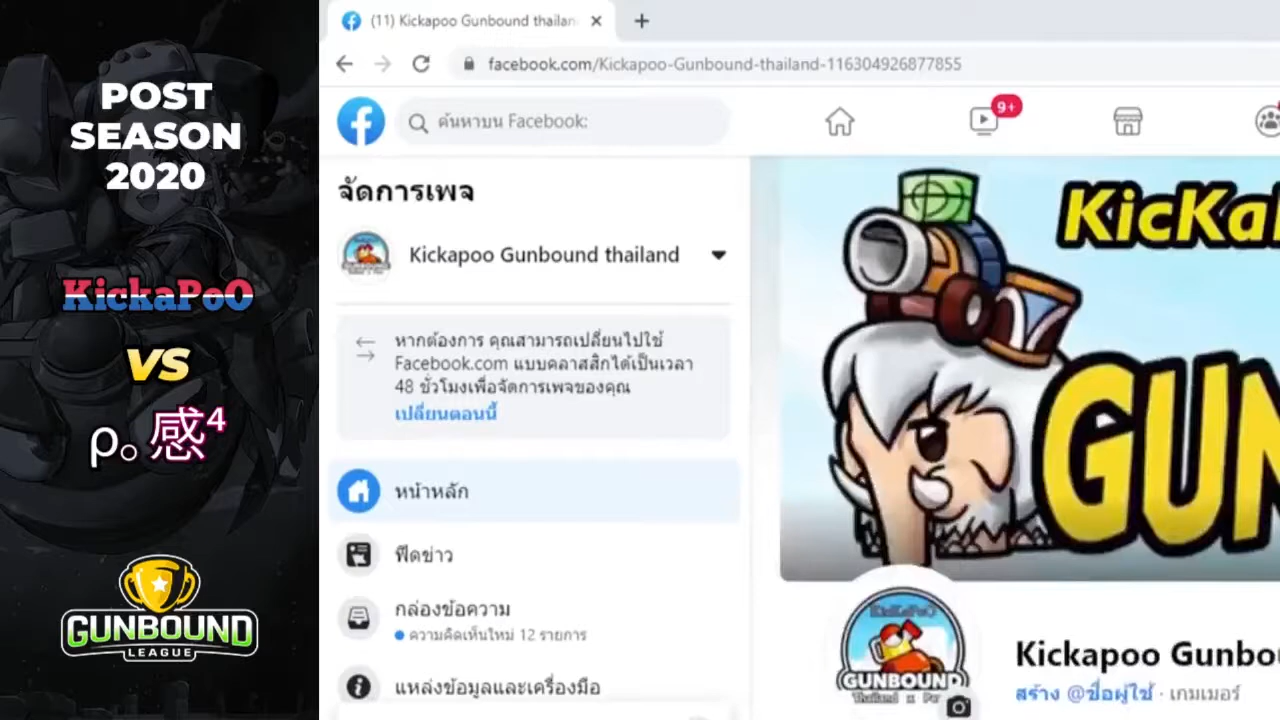 POST
SEASON
2020
KickaPoO
VS
ρ。感⁴
GUNBOUND
LEAGUE
(11) Kickapoo Gunbound thailan
facebook.com/Kickapoo-Gunbound-thailand-116304926877855
ค้นหาบน Facebook:
9+
จัดการเพจ
Kickapoo Gunbound thailand
หากต้องการ คุณสามารถเปลี่ยนไปใช้
Facebook.com แบบคลาสสิกได้เป็นเวลา
48 ชั่วโมงเพื่อจัดการเพจของคุณ
เปลี่ยนตอนนี้
หน้าหลัก
ฟีดข่าว
กล่องข้อความ
ความคิดเห็นใหม่ 12 รายการ
แหล่งข้อมูลและเครื่องมือ
KicKaP
GUN
KickaPoO
GUNBOUND
Thailand x
Kickapoo Gunbou
สร้าง @ชื่อผู้ใช้ · เกมเมอร์